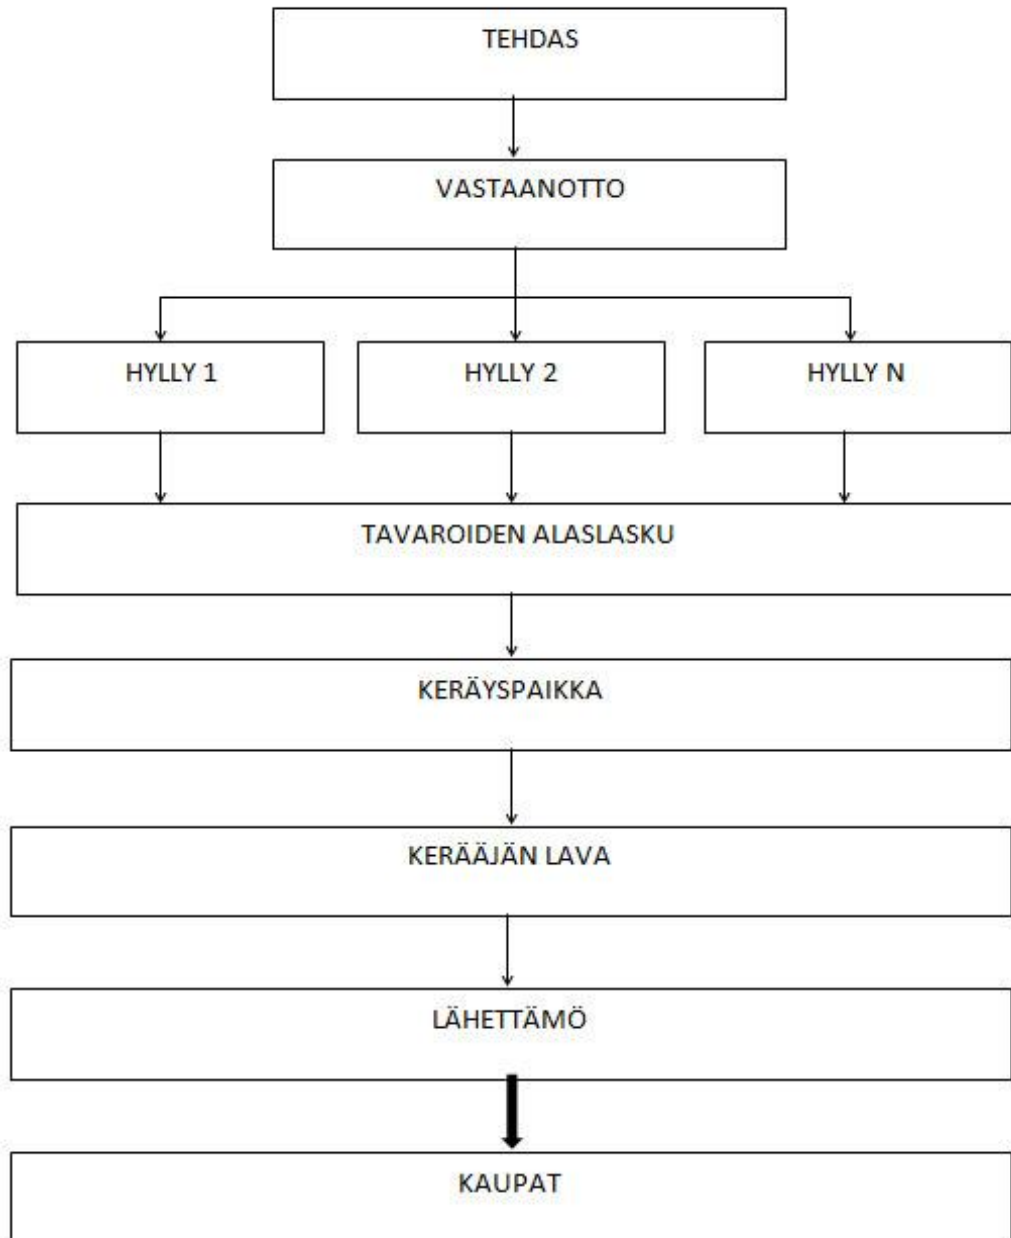 TEHDAS
VASTAANOTTO
HYLLY 1
HYLLY 2
HYLLY N
TAVAROIDEN ALASLASKU
KERÄYSPAIKKA
KERÄÄJÄN LAVA
LÄHETTÄMÖ
KAUPAT